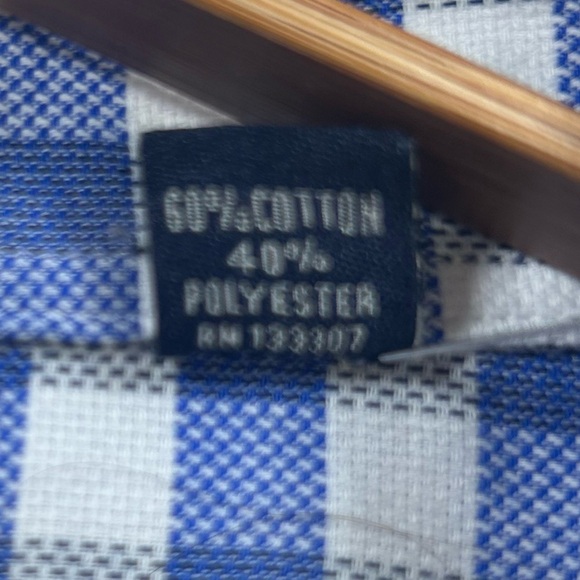 60% COTTON
40%
POLYESTER
RN 133307